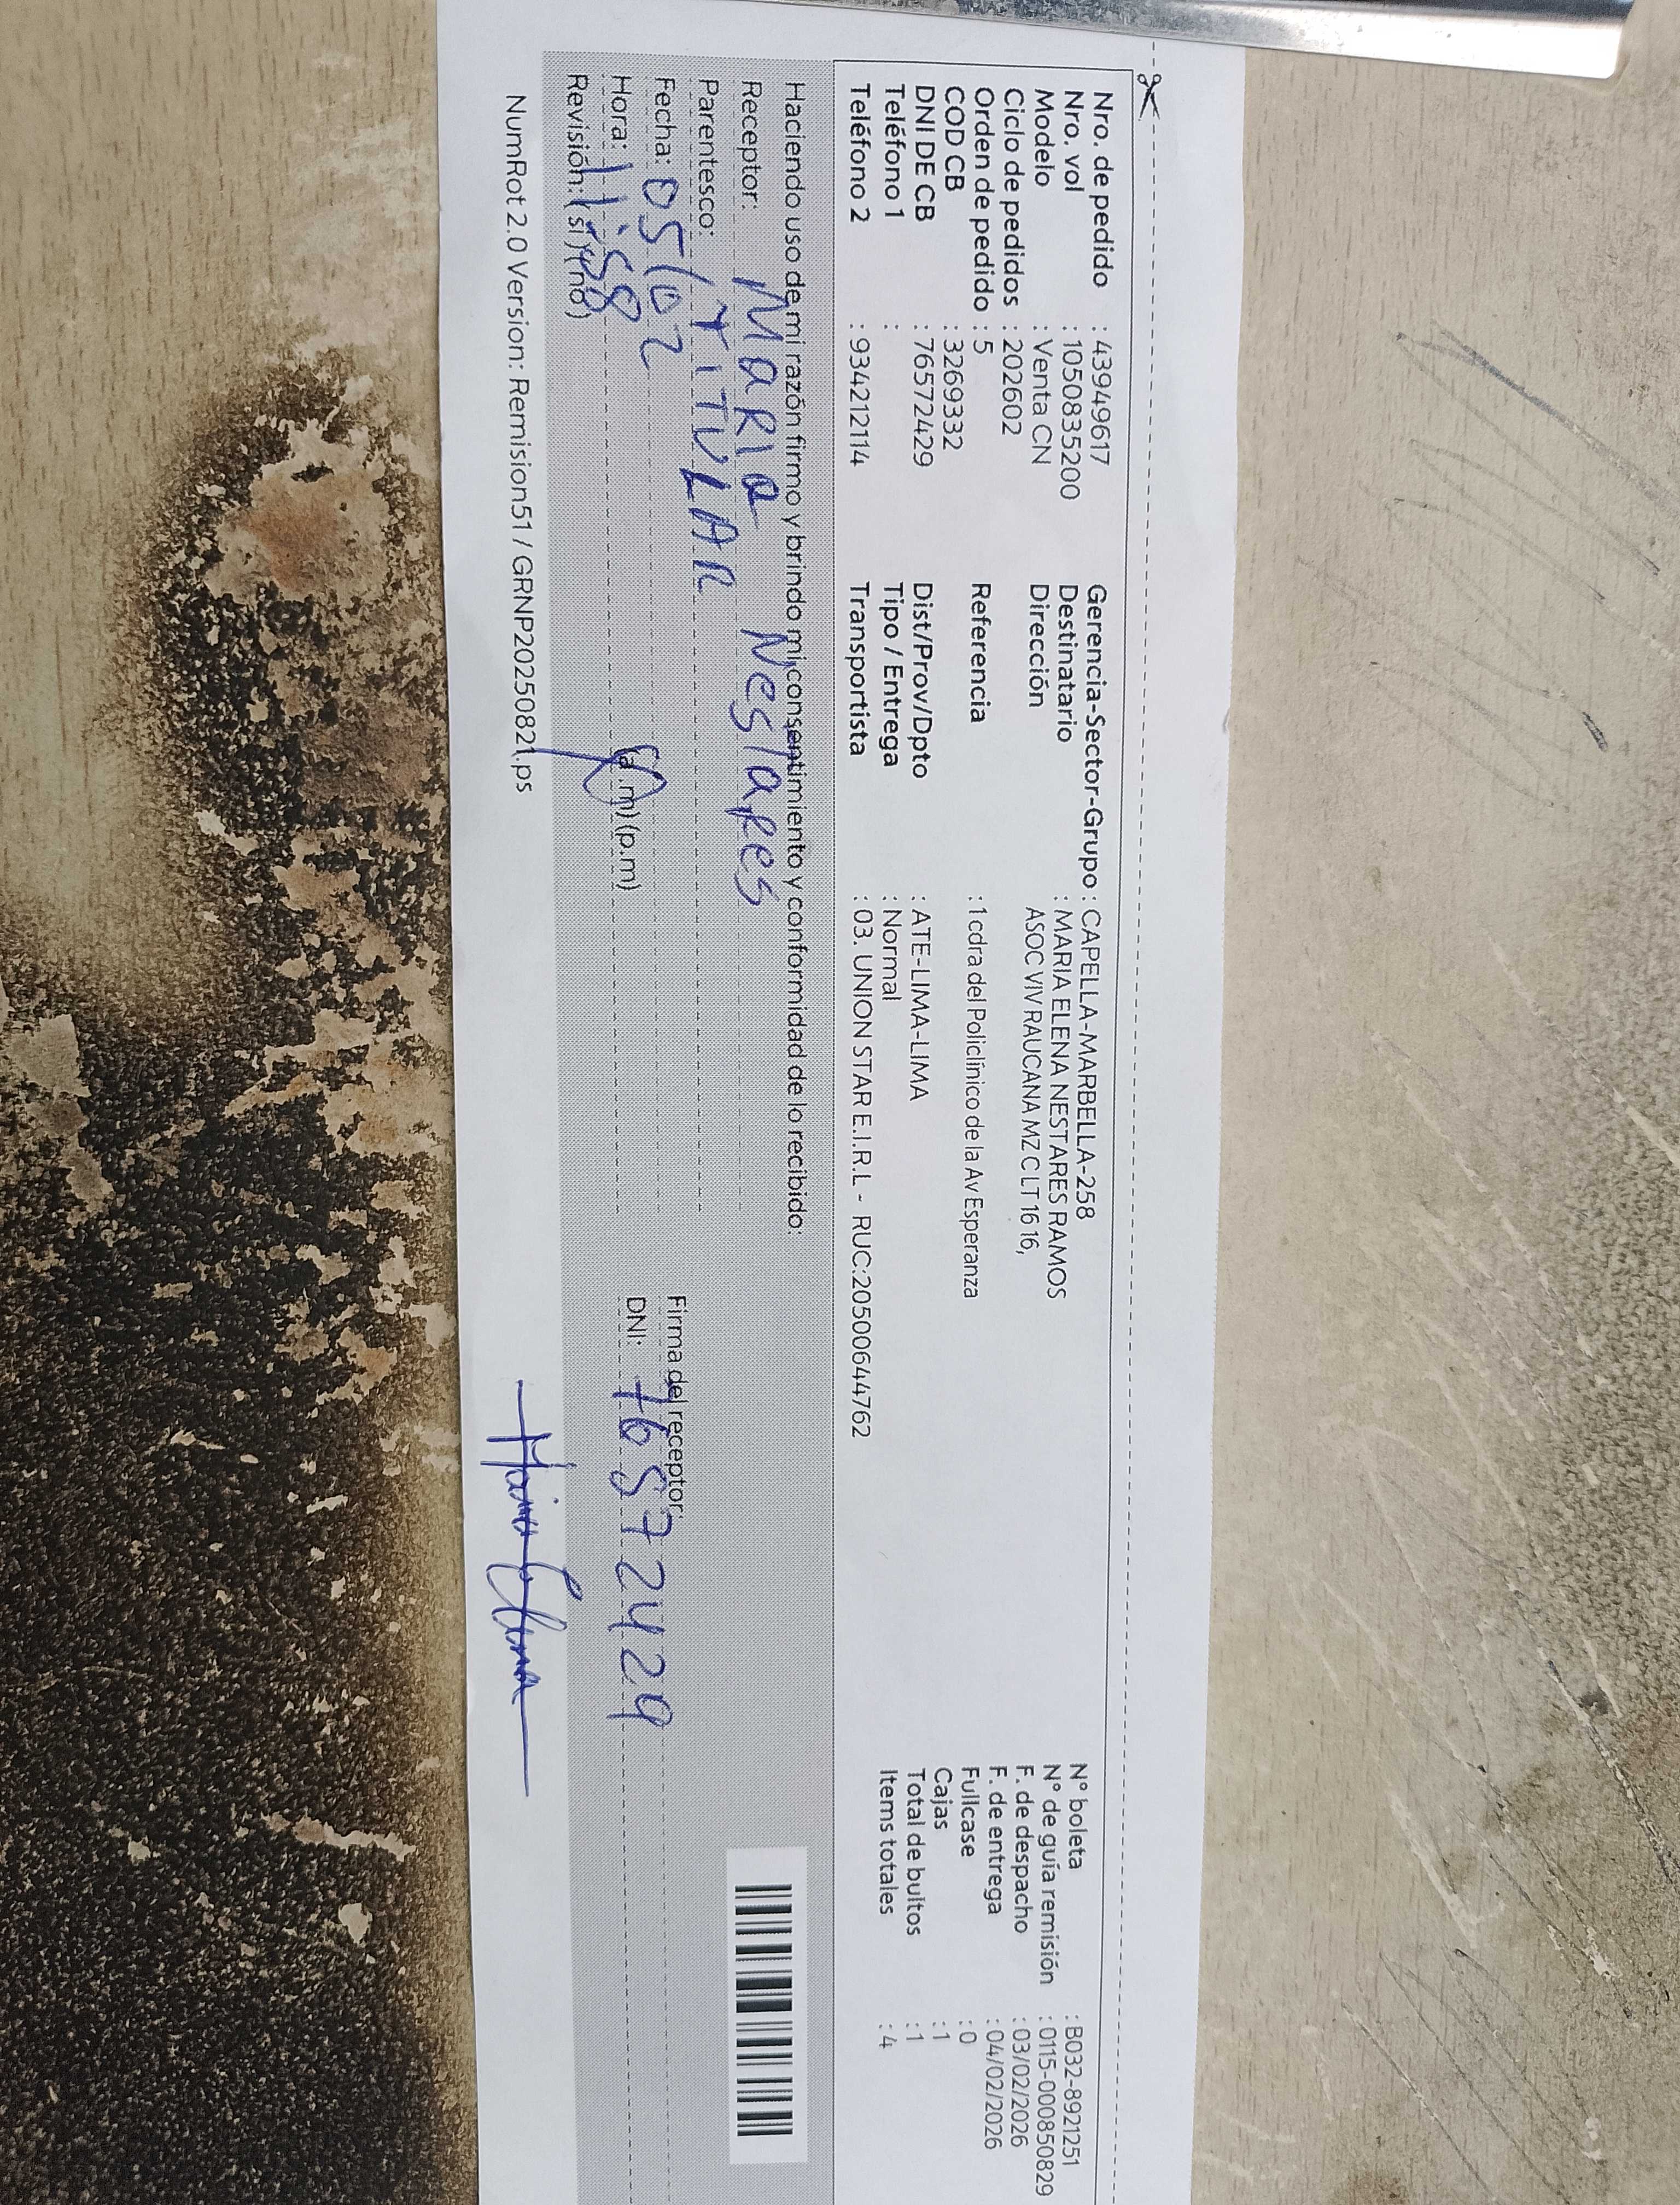 Nro. de pedido : 439496177
Nro. vol : 10508352000
Modelo : Venta CN
Ciclo de pedidos : 202602
Orden de pedido : 5
COD CB : 3269332
DNI DE CB : 76572429
Teléfono 1 :
Teléfono 2 : 934212114
Gerencia-Sector-Grupo : CAPELLA-MARBELLA-258
Destinatario : MARIA ELENA NESTARES RAMOS
Dirección ASOC VIV RAUCANA MZ C LT 16 16,
Referencia : 1cdra del Policlínico de la Av Esperanza
Dist/Prov/Dpto : ATE-LIMA-LIMA
Tipo / Entrega : Normal
Transportista : 03. UNION STAR E.I.R.L - RUC:20500644762
N° boleta : B032-8921251
N° de guía remisión : 0115-000850829
F. de despacho : 03/02/2026
F. de entrega : 04/02/2026
Fullcase : 0
Cajas : 1
Total de bultos : 1
Items totales : 4
Haciendo uso de mi razón firmo y brindo mi consentimiento y conformidad de lo recibido:
Receptor: MaRIa NesTaRes
Parentesco: TiTULAR
Fecha: 05/02
Hora: 11:58 (a.m) (p.m)
Revisión: ( si ) ( no )
Firma del receptor:
DNI: 76572429
Maria Elena
NumRot 2.0 Version: Remision51 / GRNP20250821.ps